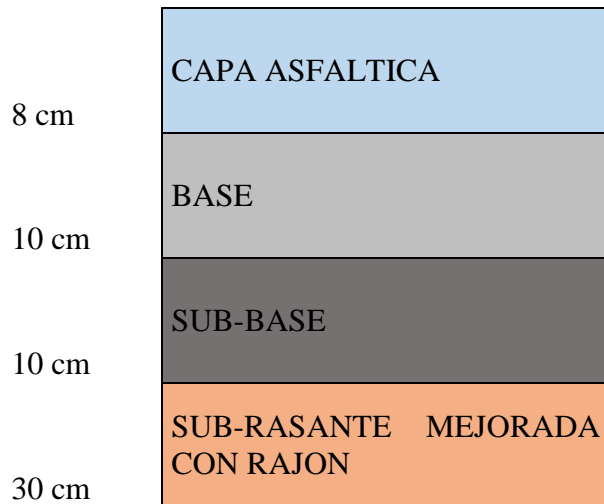 CAPA ASFALTICA
8 cm
BASE
10 cm
SUB-BASE
10 cm
SUB-RASANTE MEJORADA
CON RAJON
30 cm